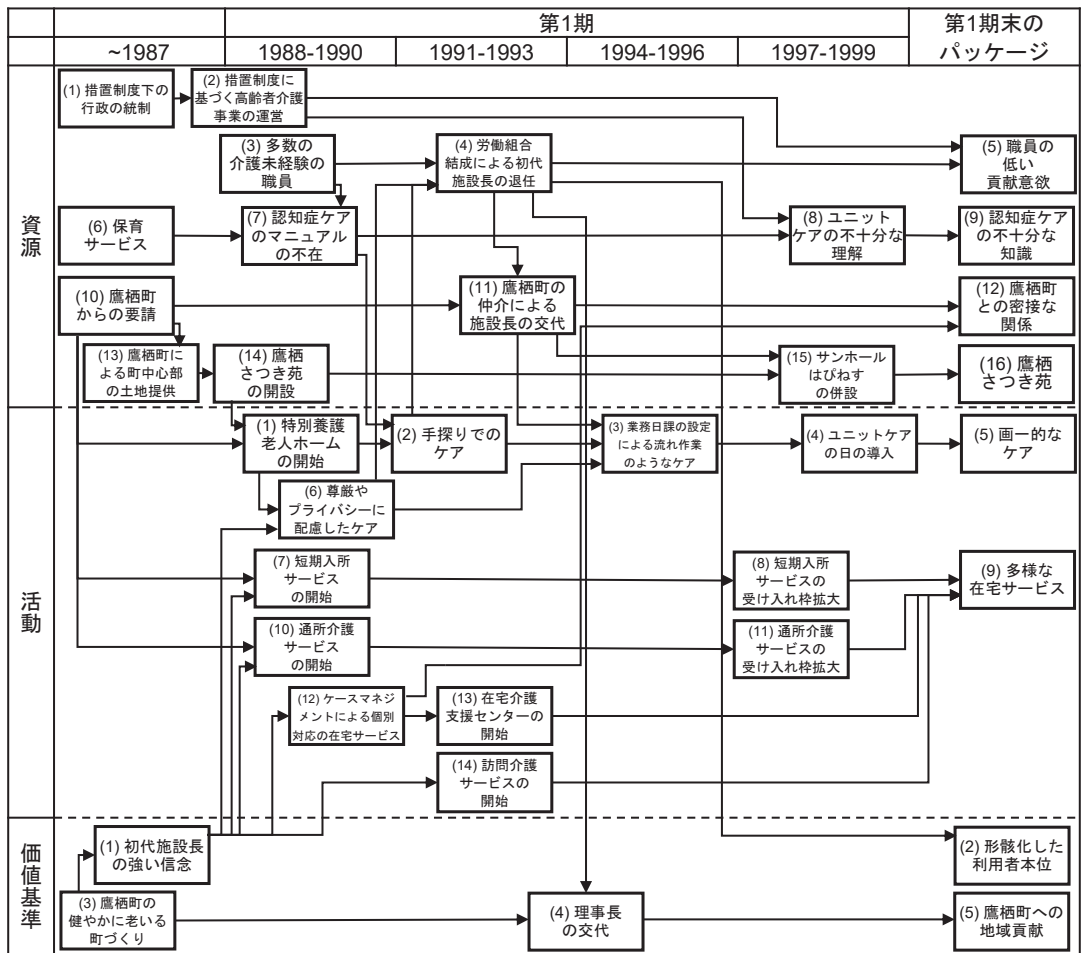 第1期
第1期末の
パッケージ
~1987
1988-1990
1991-1993
1994-1996
1997-1999
資源
(1) 措置制度下の
行政の統制
(2) 措置制度に
基づく高齢者介護
事業の運営
(3) 多数の
介護未経験の
職員
(4) 労働組合
結成による初代
施設長の退任
(5) 職員の
低い
貢献意欲
(6) 保育
サービス
(7) 認知症ケア
のマニュアル
の不在
(8) ユニット
ケアの不十分な
理解
(9) 認知症ケア
の不十分な
知識
(10) 鷹栖町
からの要請
(11) 鷹栖町の
仲介による
施設長の交代
(12) 鷹栖町
との密接な
関係
(13) 鷹栖町に
よる町中心部
の土地提供
(14) 鷹栖
さつき苑
の開設
(15) サンホール
はぴねす
の併設
(16) 鷹栖
さつき苑
活動
(1) 特別養護
老人ホーム
の開始
(2) 手探りでの
ケア
(3) 業務日課の設定
による流れ作業
のようなケア
(4) ユニットケア
の日の導入
(5) 画一的な
ケア
(6) 尊厳や
プライバシーに
配慮したケア
(7) 短期入所
サービス
の開始
(8) 短期入所
サービスの
受け入れ枠拡大
(9) 多様な
在宅サービス
(10) 通所介護
サービス
の開始
(11) 通所介護
サービスの
受け入れ枠拡大
(12) ケースマネジ
メントによる個別
対応の在宅サービス
(13) 在宅介護
支援センターの
開始
(14) 訪問介護
サービスの
開始
価値基準
(1) 初代施設長
の強い信念
(2) 形骸化した
利用者本位
(3) 鷹栖町の
健やかに老いる
町づくり
(4) 理事長
の交代
(5) 鷹栖町への
地域貢献